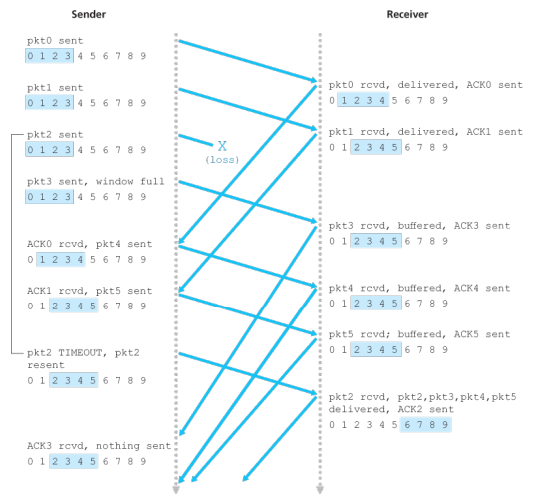 Sender
Receiver
pkt0 sent
0 1 2 3 4 5 6 7 8 9
pkt0 rcvd, delivered, ACK0 sent
0 1 2 3 4 5 6 7 8 9
pkt1 sent
0 1 2 3 4 5 6 7 8 9
pkt1 rcvd, delivered, ACK1 sent
0 1 2 3 4 5 6 7 8 9
pkt2 sent
0 1 2 3 4 5 6 7 8 9
X
(loss)
pkt3 sent, window full
0 1 2 3 4 5 6 7 8 9
pkt3 rcvd, buffered, ACK3 sent
0 1 2 3 4 5 6 7 8 9
ACK0 rcvd, pkt4 sent
0 1 2 3 4 5 6 7 8 9
pkt4 rcvd, buffered, ACK4 sent
0 1 2 3 4 5 6 7 8 9
ACK1 rcvd, pkt5 sent
0 1 2 3 4 5 6 7 8 9
pkt5 rcvd; buffered, ACK5 sent
0 1 2 3 4 5 6 7 8 9
pkt2 TIMEOUT, pkt2
resent
0 1 2 3 4 5 6 7 8 9
pkt2 rcvd, pkt2,pkt3,pkt4,pkt5
delivered, ACK2 sent
0 1 2 3 4 5 6 7 8 9
ACK3 rcvd, nothing sent
0 1 2 3 4 5 6 7 8 9